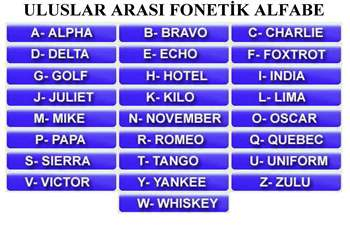 ULUSLAR ARASI FONETİK ALFABE
A- ALPHA B- BRAVO C- CHARLIE
D- DELTA E- ECHO F- FOXTROT
G- GOLF H- HOTEL I- INDIA
J- JULIET K- KILO L- LIMA
M- MIKE N- NOVEMBER O- OSCAR
P- PAPA R- ROMEO Q- QUEBEC
S- SIERRA T- TANGO U- UNIFORM
V- VICTOR Y- YANKEE Z- ZULU
W- WHISKEY